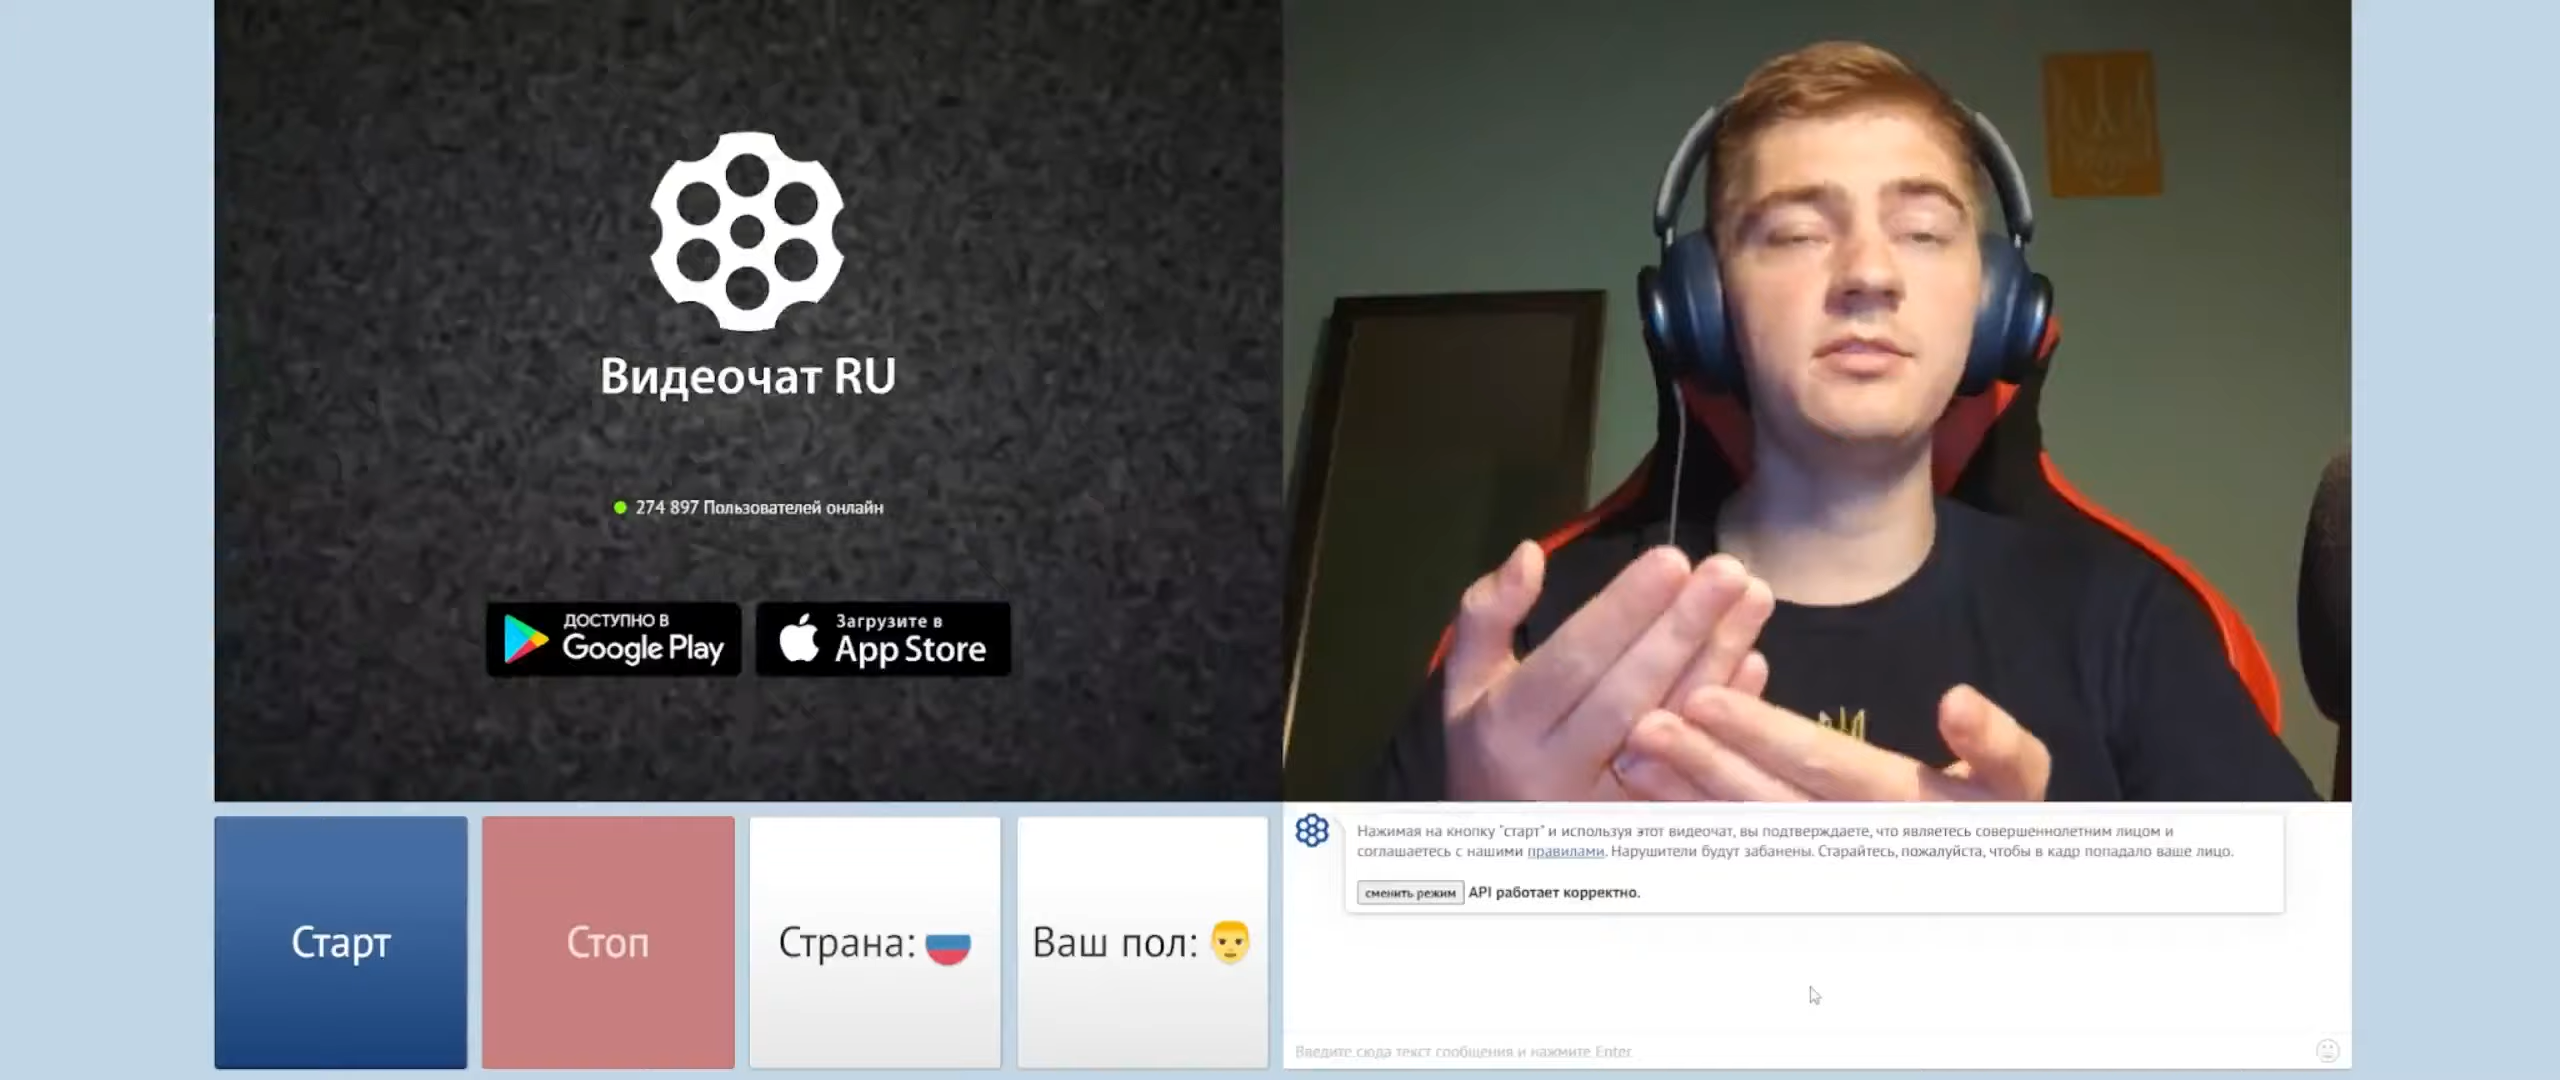 Видеочат RU
274 897 Пользователей онлайн
ДОСТУПНО В
Google Play
Загрузите в
App Store
Старт
Стоп
Страна:
Ваш пол:
Нажимая на кнопку "старт" и используя этот видеочат, вы подтверждаете, что являетесь совершеннолетним лицом и
соглашаетесь с нашими правилами. Нарушители будут забанены. Старайтесь, пожалуйста, чтобы в кадр попадало ваше лицо.
сменить режим API работает корректно.
Введите сюда текст сообщения и нажмите Enter